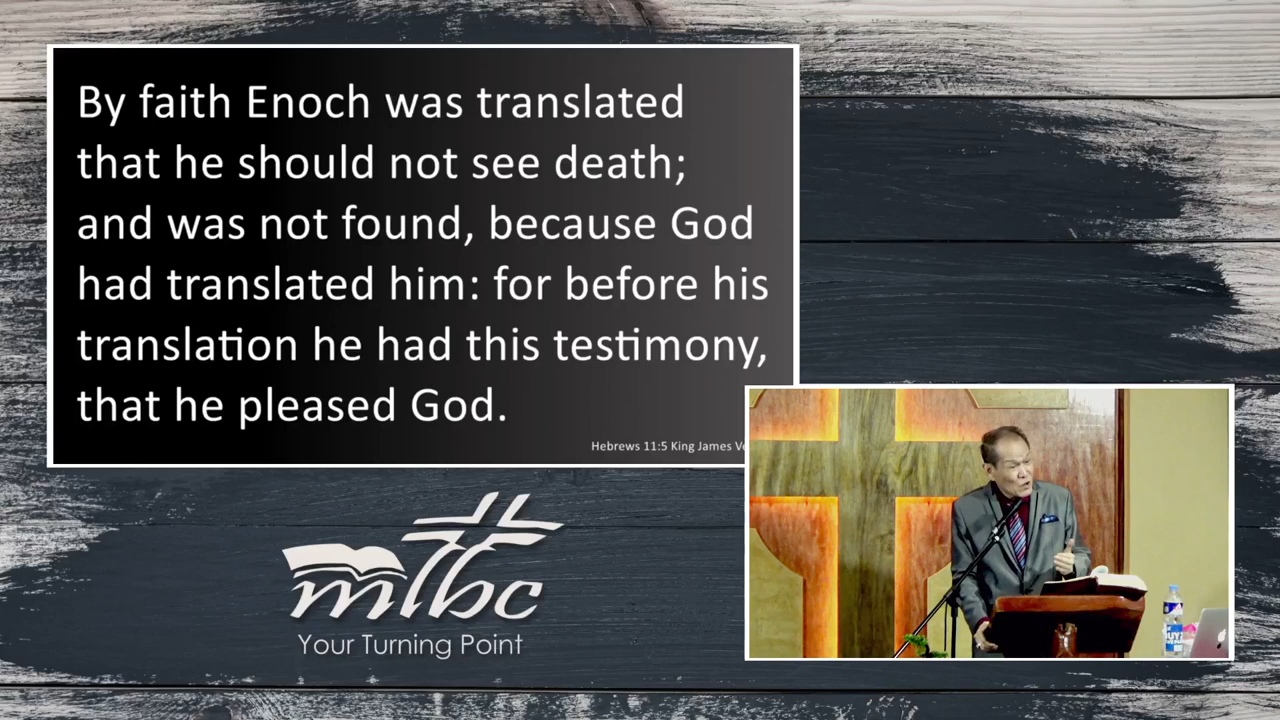 By faith Enoch was translated
that he should not see death;
and was not found, because God
had translated him: for before his
translation he had this testimony,
that he pleased God.
Hebrews 11:5 King James
mlbc
Your Turning Point